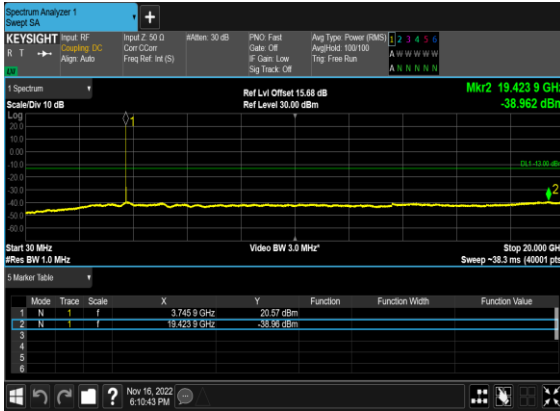 Spectrum Analyzer 1
Swept SA
+
KEYSIGHT Input: RF Input Z: 50 Ω #Atten: 30 dB PNO: Fast Avg Type: Power (RMS) 1 2 3 4 5 6
R T Coupling: DC Corr CCorr Gate: Off Avg|Hold: 100/100 A W W W W W
Align: Auto Freq Ref: Int (S) IF Gain: Low Trig: Free Run
Sig Track: Off A N N N N N
1 Spectrum Ref Lvl Offset 15.68 dB Mkr2 19.423 9 GHz
Scale/Div 10 dB Ref Level 30.00 dBm -38.962 dBm
Log
20.0
10.0
0.00
-10.0
-20.0
-30.0
-40.0
-50.0
-60.0
1
DL1 -13.00 dBm
2
Start 30 MHz Video BW 3.0 MHz* Stop 20.000 GH
#Res BW 1.0 MHz Sweep ~38.3 ms (40001 pts
5 Marker Table
Mode Trace Scale X Y Function Function Width Function Value
1 N 1 f 3.745 9 GHz 20.57 dBm
2 N 1 f 19.423 9 GHz -38.96 dBm
3
4
5
6
? Nov 16, 2022
6:10:43 PM